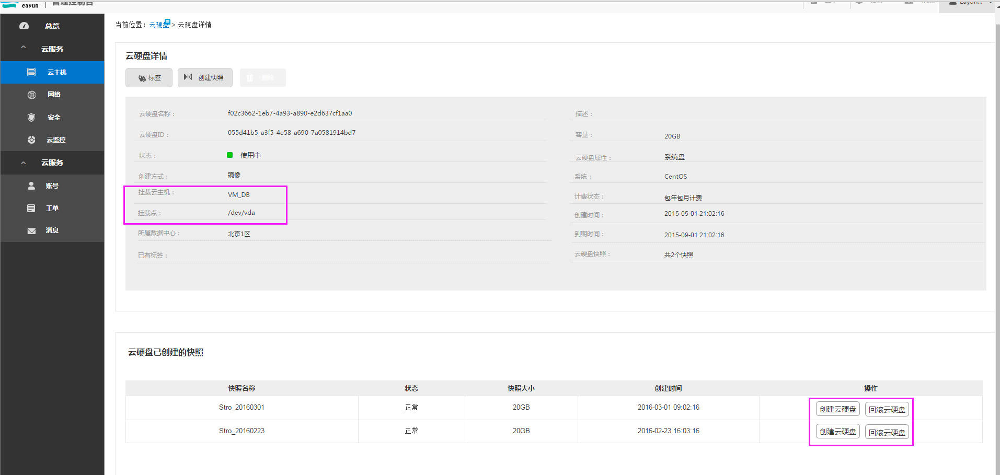 eayun | 管理控制台
总览
云服务
云主机
网络
安全
云监控
云服务
账号
工单
消息
当前位置：云硬盘 > 云硬盘详情
云硬盘详情
标签
创建快照
删除
云硬盘名称： f02c3662-1eb7-4a93-a890-e2d637cf1aa0
云硬盘ID： 055d41b5-a3f5-4e58-a690-7a0581914bd7
状态： 使用中
创建方式： 镜像
挂载云主机： VM_DB
挂载点： /dev/vda
所属数据中心： 北京1区
已有标签：
描述：
容量： 20GB
云硬盘属性： 系统盘
系统： CentOS
计费状态： 包年包月计费
创建时间： 2015-05-01 21:02:16
到期时间： 2015-09-01 21:02:16
云硬盘快照： 共2个快照
云硬盘已创建的快照
快照名称 状态 快照大小 创建时间 操作
Stro_20160301 正常 20GB 2016-03-01 09:02:16 创建云硬盘 回滚云硬盘
Stro_20160223 正常 20GB 2016-02-23 16:03:16 创建云硬盘 回滚云硬盘